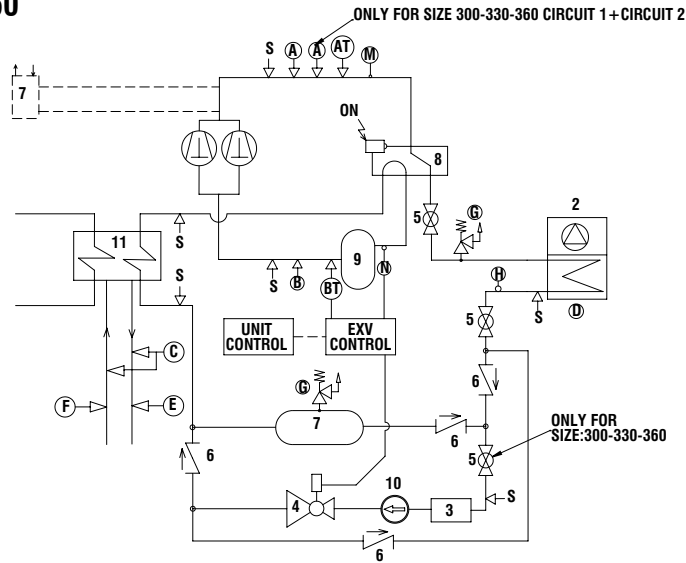 60
ONLY FOR SIZE 300-330-360 CIRCUIT 1+CIRCUIT 2
S
A
A
AT
M
7
ON
8
5
G
2
11
S
9
N
H
S
S
B
BT
D
S
5
UNIT
CONTROL
EXV
CONTROL
C
G
6
F
E
7
6
ONLY FOR
SIZE:300-330-360
6
5
10
4
3
S
6